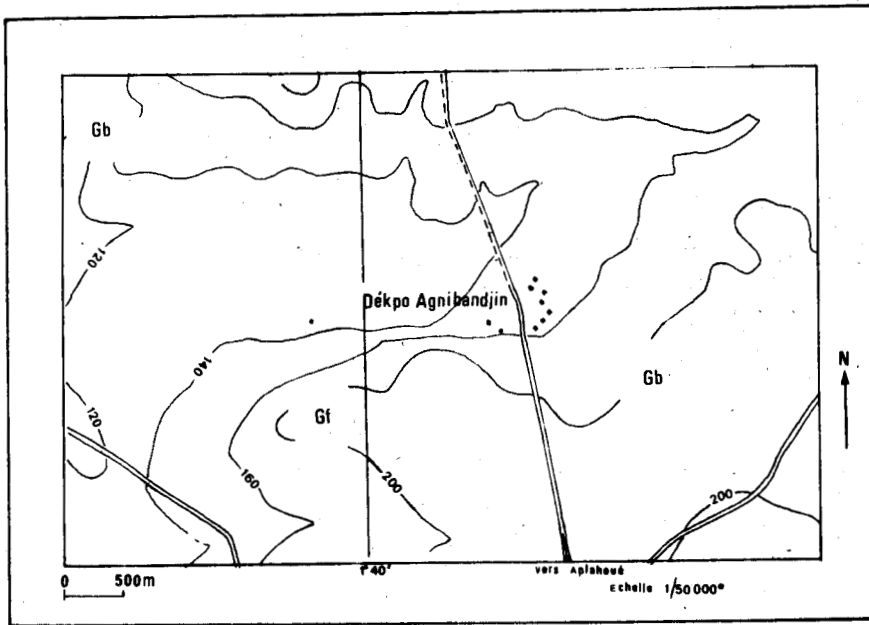 Gb
120
Dékpo Agnibandjin
140
Gb
N
120
Gf
160
200
200
0 500m
1° 40'
vers Aplahoué
Echelle 1/50 000e